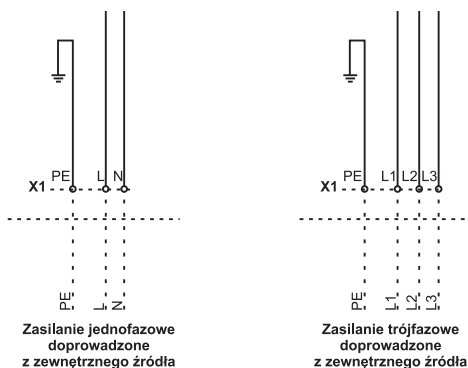 PE L N
X1
PE L N
Zasilanie jednofazowe
doprowadzone
z zewnętrznego źródła
PE L1 L2 L3
X1
PE L1 L2 L3
Zasilanie trójfazowe
doprowadzone
z zewnętrznego źródła